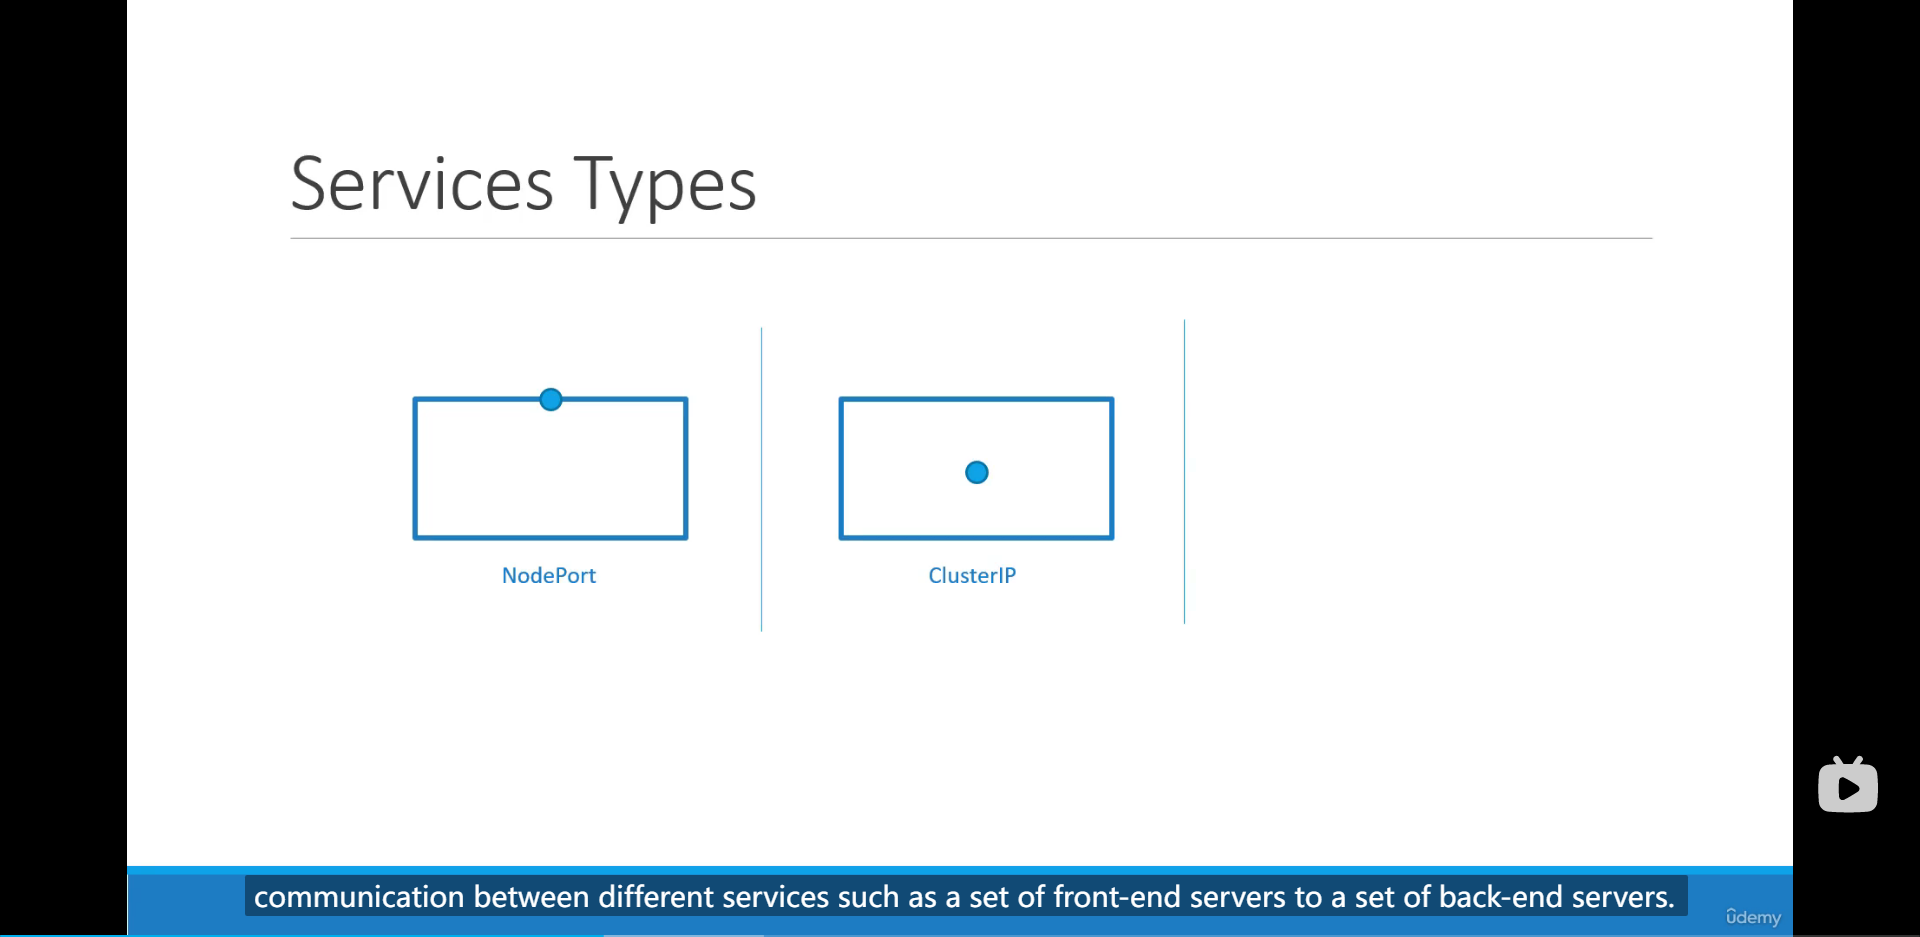 Services Types
NodePort
ClusterIP
communication between different services such as a set of front-end servers to a set of back-end servers.
ûdemy